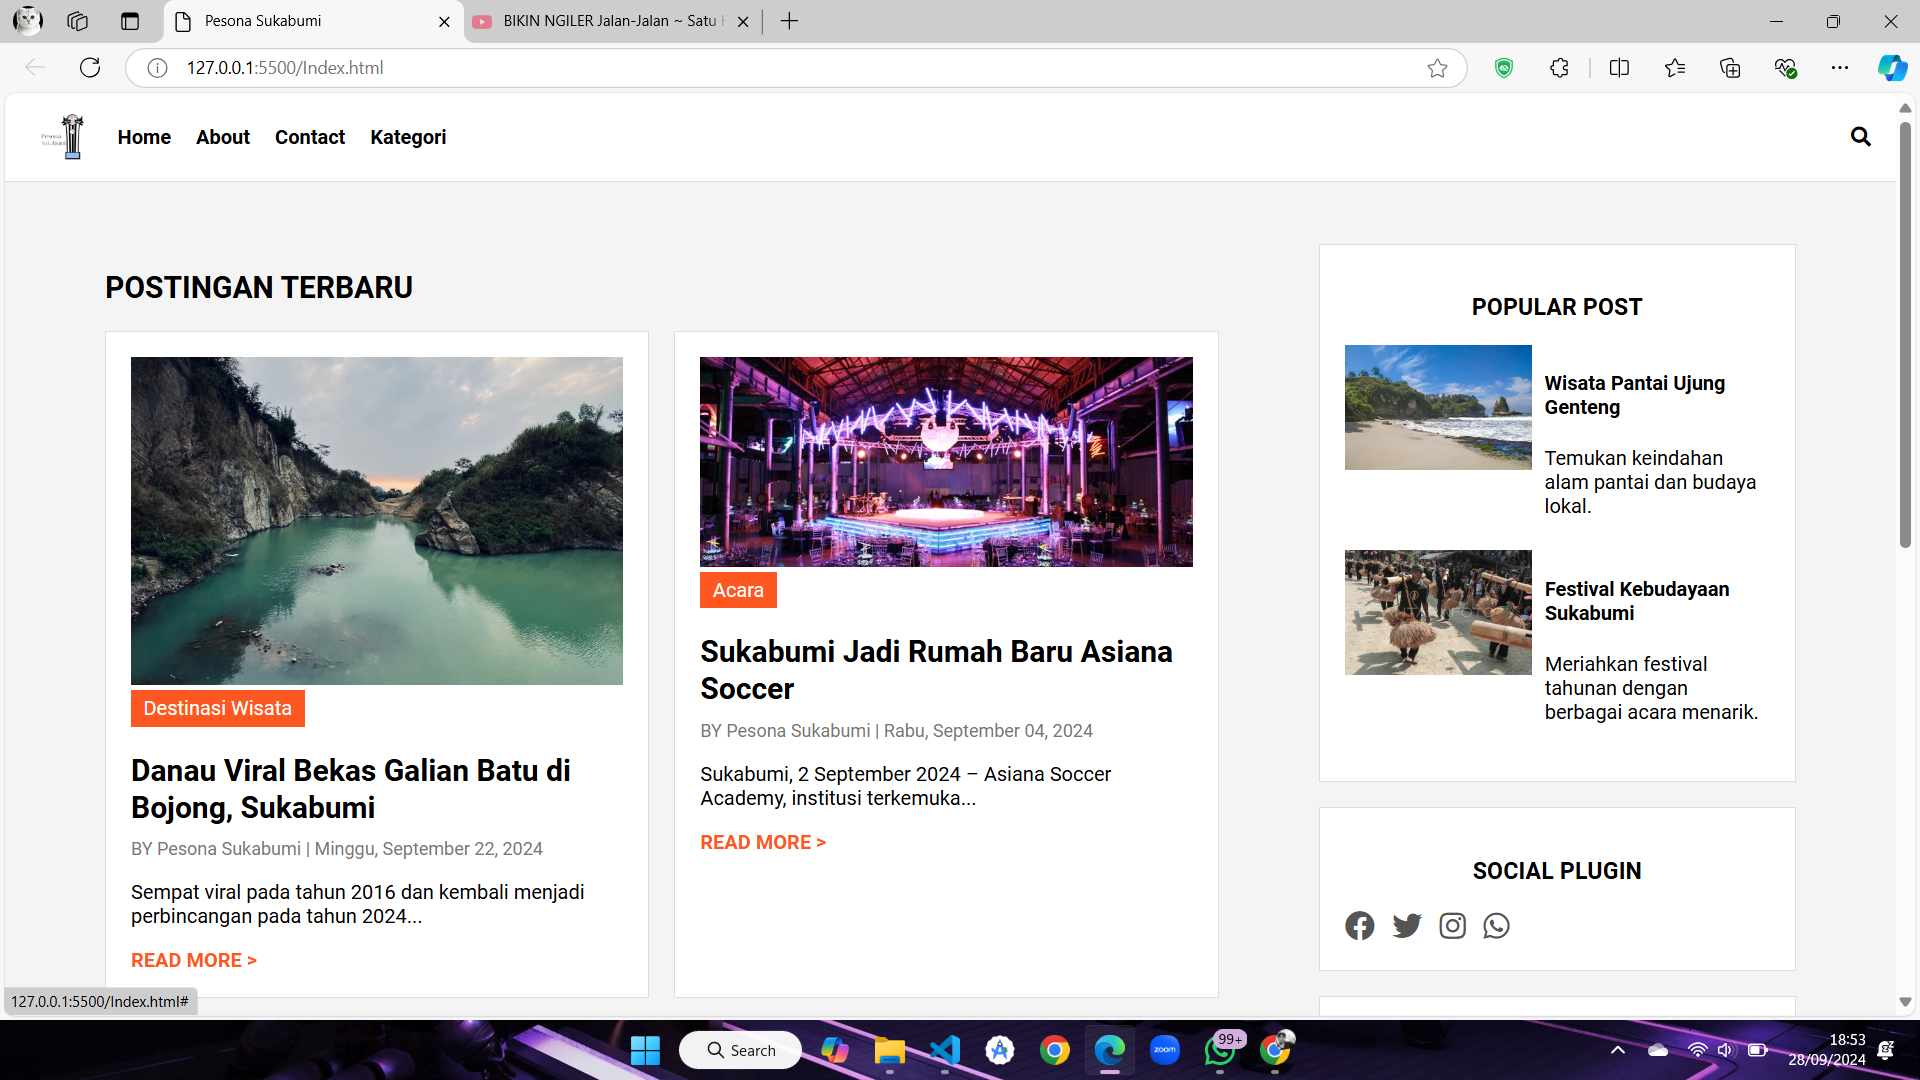 Pesona Sukabumi
BIKIN NGILER Jalan-Jalan ~ Satu
127.0.0.1:5500/Index.html
Pesona
Sukabumi
Home
About
Contact
Kategori
POSTINGAN TERBARU
Destinasi Wisata
Danau Viral Bekas Galian Batu di
Bojong, Sukabumi
BY Pesona Sukabumi | Minggu, September 22, 2024
Sempat viral pada tahun 2016 dan kembali menjadi
perbincangan pada tahun 2024...
READ MORE >
Acara
Sukabumi Jadi Rumah Baru Asiana
Soccer
BY Pesona Sukabumi | Rabu, September 04, 2024
Sukabumi, 2 September 2024 – Asiana Soccer
Academy, institusi terkemuka...
READ MORE >
POPULAR POST
Wisata Pantai Ujung
Genteng
Temukan keindahan
alam pantai dan budaya
lokal.
Festival Kebudayaan
Sukabumi
Meriahkan festival
tahunan dengan
berbagai acara menarik.
SOCIAL PLUGIN
127.0.0.1:5500/Index.html#
Search
zoom
99+
18:53
28/09/2024